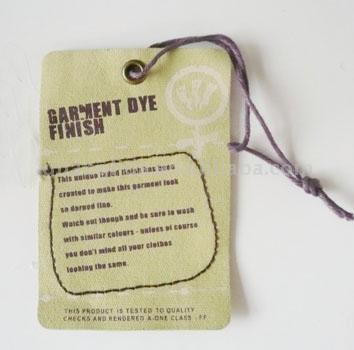 GARMENT DYE
FINISH
This unique faded finish has been
created to make this garment look
so darned fine.
Watch out though and be sure to wash
with similar colours - unless of course
you don't mind all your clothes
looking the same.
THIS PRODUCT IS TESTED TO QUALITY
CHECKS AND RENDERED A-ONE CLASS - FF